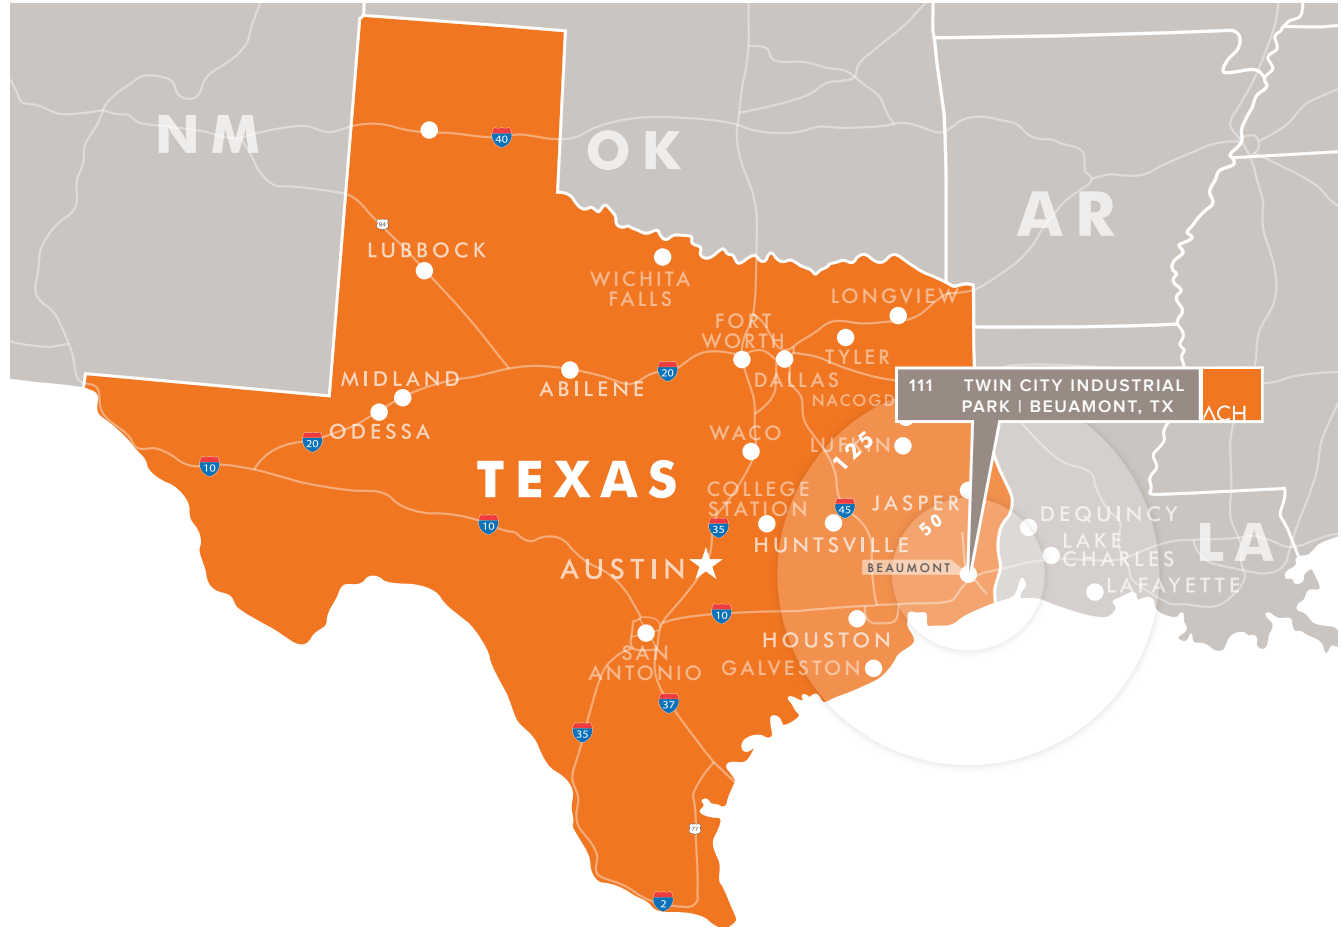 NM
OK
AR
40
84
LUBBOCK
WICHITA
FALLS
LONGVIEW
FORT
WORTH
TYLER
DALLAS
20
MIDLAND
ABILENE
ODESSA
20
10
111 TWIN CITY INDUSTRIAL
PARK | BEUAMONT, TX
ACH
NACOGD
LUFKIN
125
WACO
TEXAS
COLLEGE
STATION
JASPER
45
50
10
35
HUNTSVILLE
DEQUINCY
LAKE
CHARLES
LA
LAFAYETTE
AUSTIN
BEAUMONT
10
HOUSTON
SAN
ANTONIO
GALVESTON
37
35
77
2